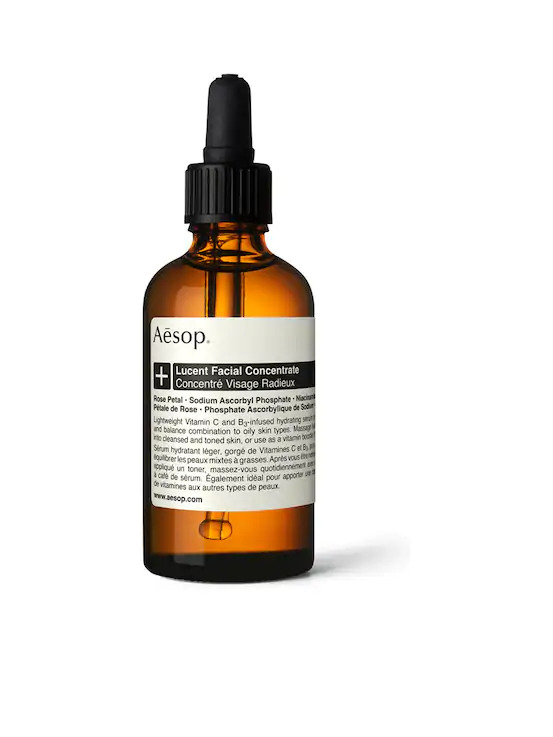 Aēsop.®
+ Lucent Facial Concentrate
Concentré Visage Radieux
Rose Petal · Sodium Ascorbyl Phosphate ·
Pétale de Rose · Phosphate Ascorbylique de Sodium
Lightweight Vitamin C and B3-infused hydrating
and balance combination to oily skin types. Massage
into cleansed and toned skin, or use as a vitamin
Sérum hydratant léger, gorgé de Vitamines C et B3,
équilibrer les peaux mixtes à grasses. Après vous être
appliqué un toner, massez-vous quotidiennement
à café de sérum. Également idéal pour apporter une
de vitamines aux autres types de peaux.
www.aesop.com